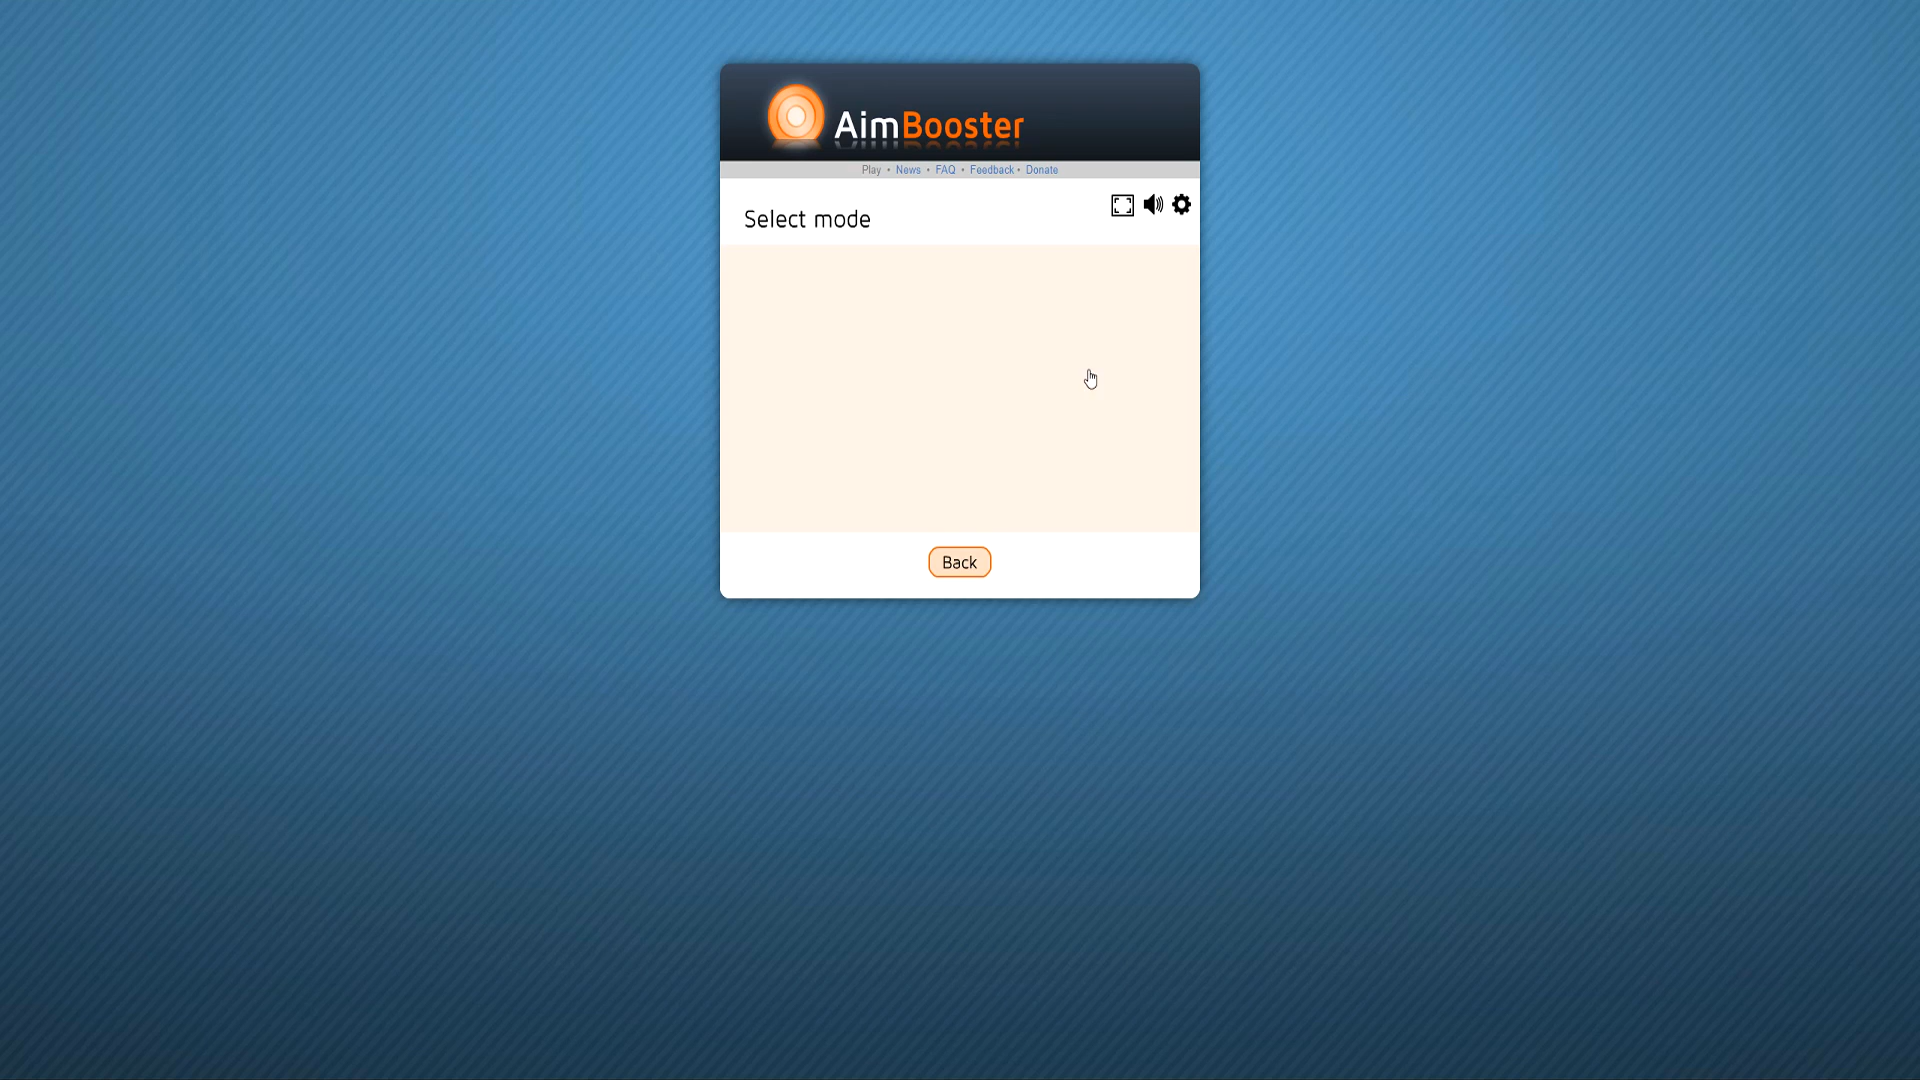 AimBooster
Play • News • FAQ • Feedback • Donate
Select mode
Back